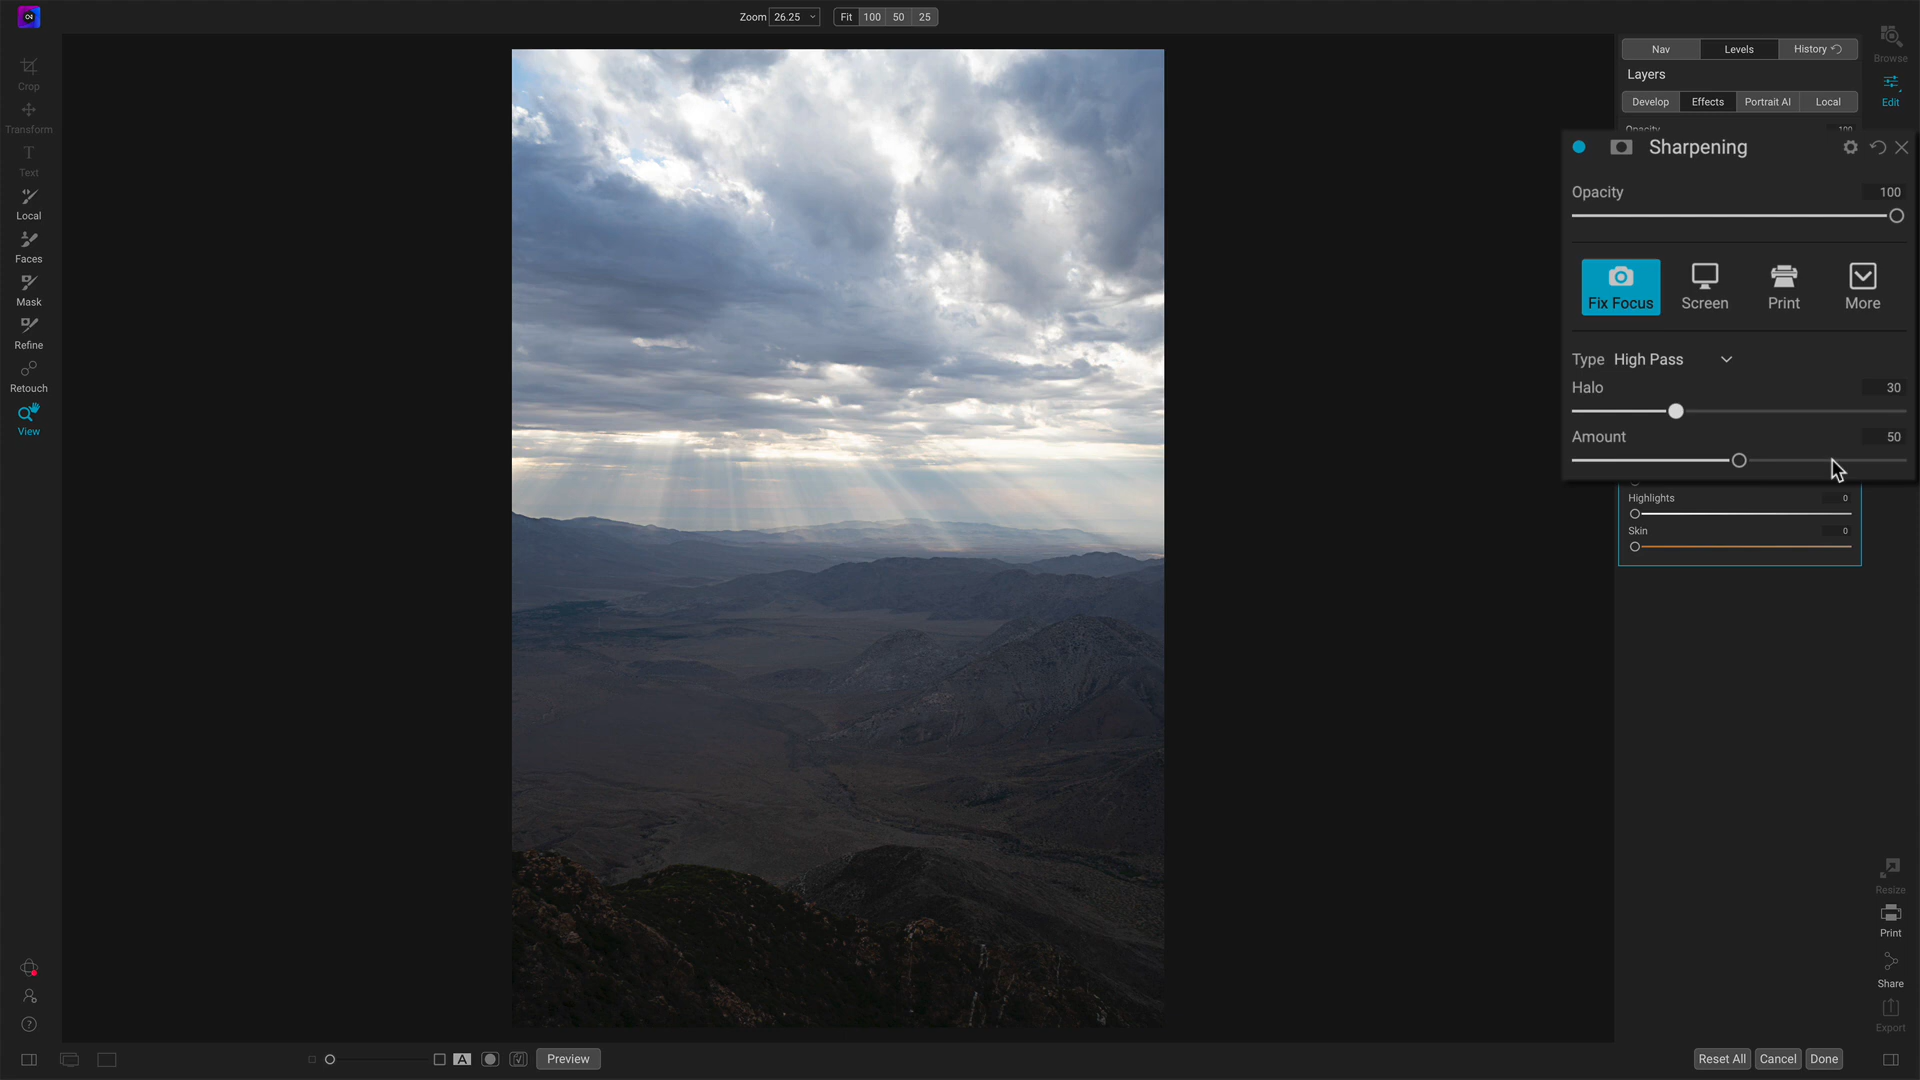 Zoom 26.25 Fit 100 50 25
Crop
Transform
Text
Local
Faces
Mask
Refine
Retouch
View
Nav Levels History
Layers
Develop Effects Portrait AI Local
Opacity 100
Sharpening
Opacity 100
Fix Focus Screen Print More
Type High Pass
Halo 30
Amount 50
Highlights 0
Skin 0
Browse
Edit
Resize
Print
Share
Export
A Preview
Reset All Cancel Done